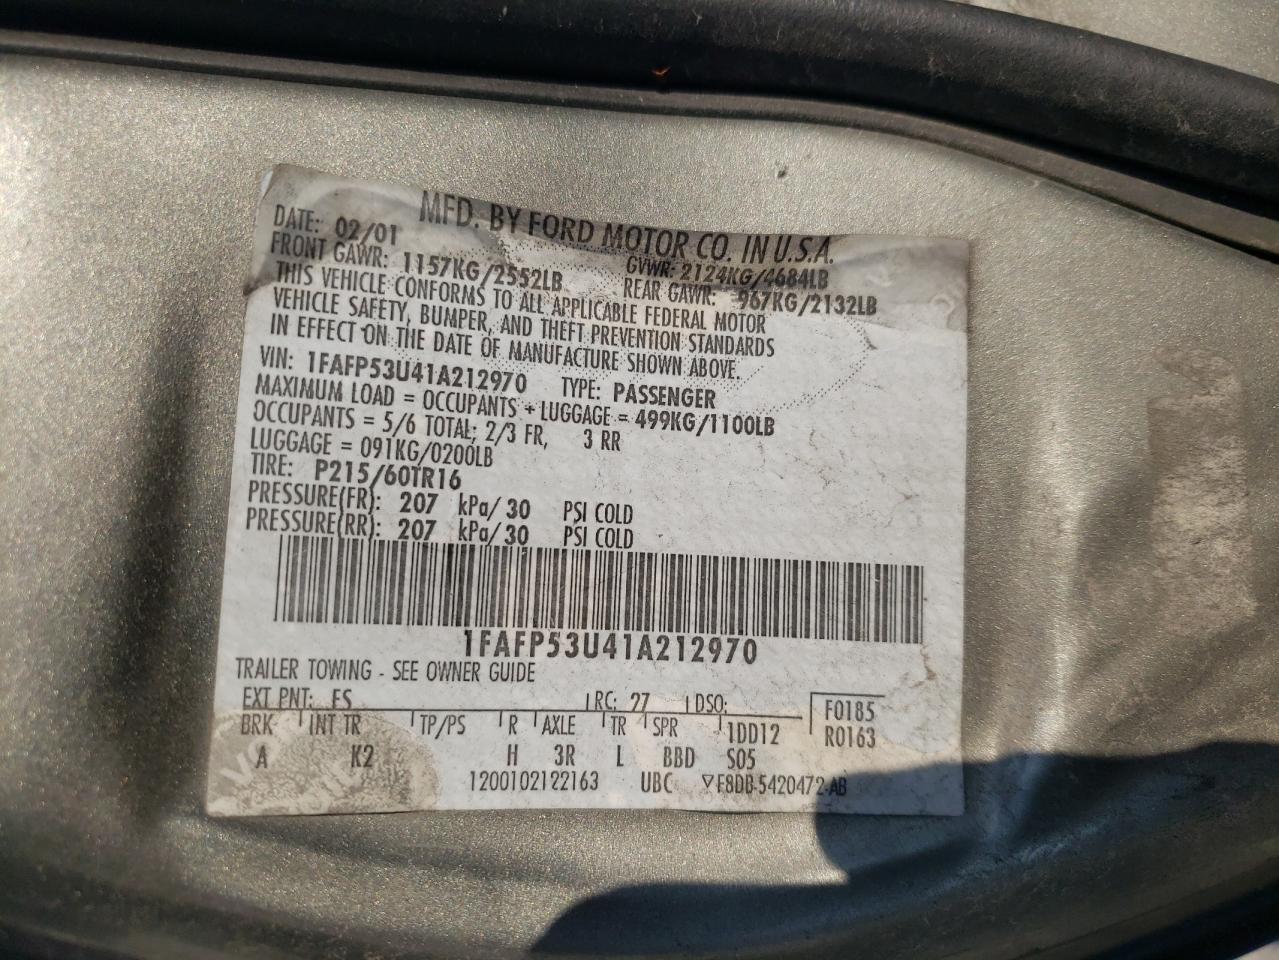 MFD. BY FORD MOTOR CO. IN U.S.A.
DATE: 02/01 GVWR: 2124KG/4684LB
FRONT GAWR: 1157KG/2552LB REAR GAWR: 967KG/2132LB
THIS VEHICLE CONFORMS TO ALL APPLICABLE FEDERAL MOTOR
VEHICLE SAFETY, BUMPER, AND THEFT PREVENTION STANDARDS
IN EFFECT ON THE DATE OF MANUFACTURE SHOWN ABOVE.
VIN: 1FAFP53U41A212970 TYPE: PASSENGER
MAXIMUM LOAD = OCCUPANTS + LUGGAGE = 499KG/1100LB
OCCUPANTS = 5/6 TOTAL; 2/3 FR, 3 RR
LUGGAGE = 091KG/0200LB
TIRE: P215/60TR16
PRESSURE(FR): 207 kPa/ 30 PSI COLD
PRESSURE(RR): 207 kPa/ 30 PSI COLD
1FAFP53U41A212970
TRAILER TOWING - SEE OWNER GUIDE
EXT PNT: FS RC: 27 DSO: F0185
BRK INT TR TP/PS R AXLE TR SPR 1DD12 R0163
A K2 H 3R L BBD S05
1200102122163 UBC ▽F8DB-5420472-AB